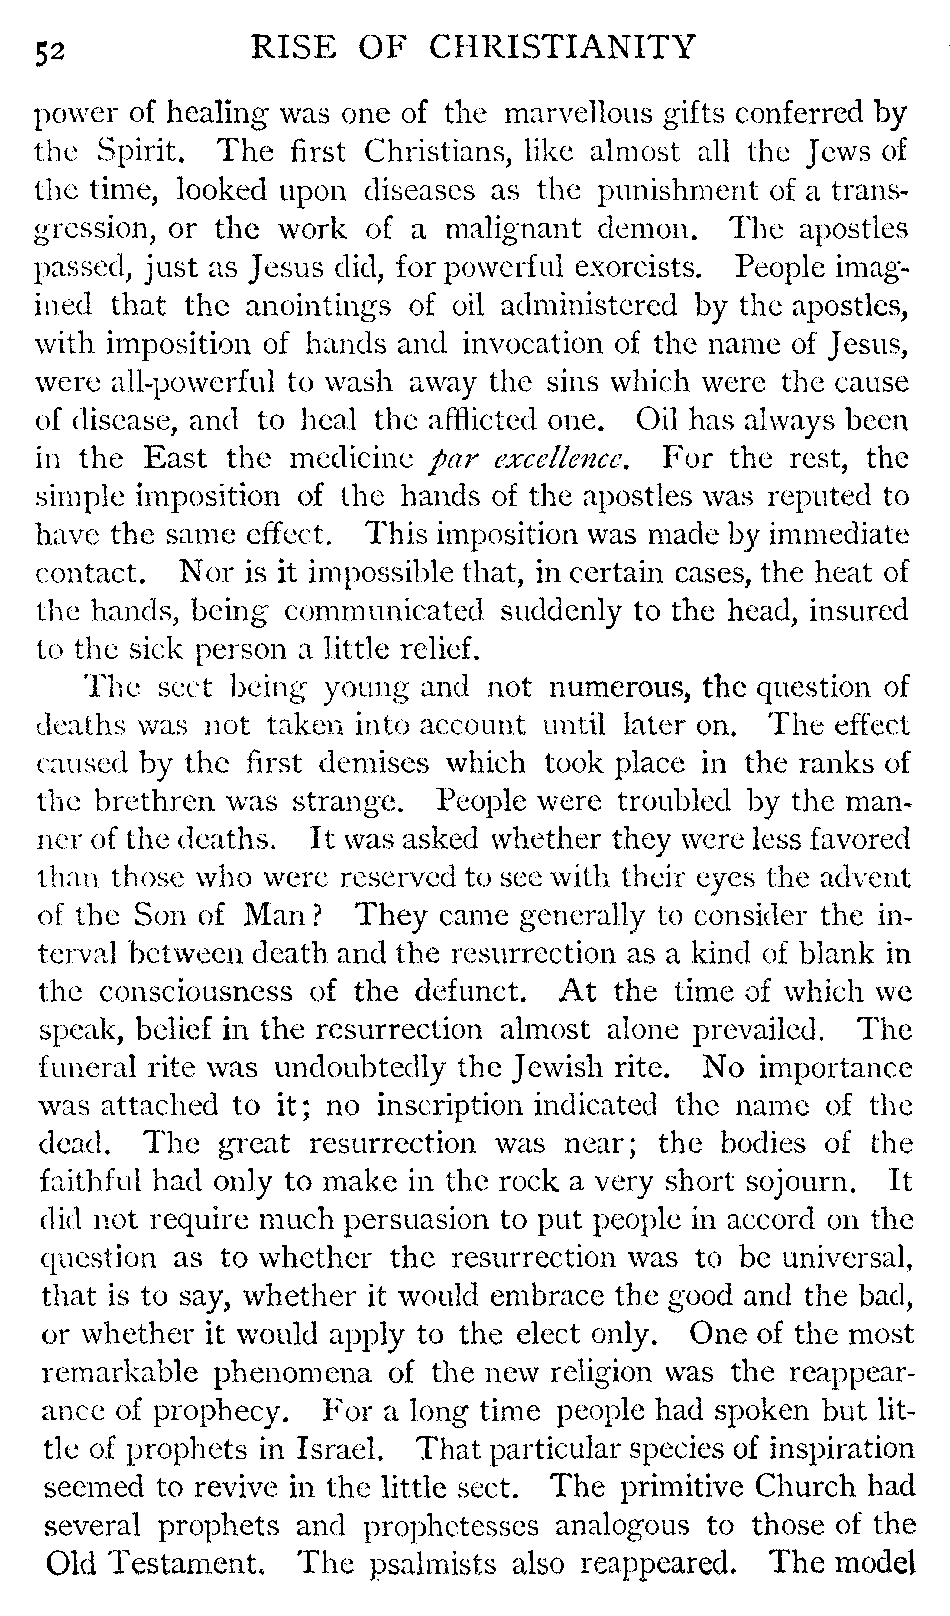 52 RISE OF CHRISTIANITY
power of healing was one of the marvellous gifts conferred by
the Spirit. The first Christians, like almost all the Jews of
the time, looked upon diseases as the punishment of a trans-
gression, or the work of a malignant demon. The apostles
passed, just as Jesus did, for powerful exorcists. People imag-
ined that the anointings of oil administered by the apostles,
with imposition of hands and invocation of the name of Jesus,
were all-powerful to wash away the sins which were the cause
of disease, and to heal the afflicted one. Oil has always been
in the East the medicine par excellence. For the rest, the
simple imposition of the hands of the apostles was reputed to
have the same effect. This imposition was made by immediate
contact. Nor is it impossible that, in certain cases, the heat of
the hands, being communicated suddenly to the head, insured
to the sick person a little relief.
The sect being young and not numerous, the question of
deaths was not taken into account until later on. The effect
caused by the first demises which took place in the ranks of
the brethren was strange. People were troubled by the man-
ner of the deaths. It was asked whether they were less favored
than those who were reserved to see with their eyes the advent
of the Son of Man? They came generally to consider the in-
terval between death and the resurrection as a kind of blank in
the consciousness of the defunct. At the time of which we
speak, belief in the resurrection almost alone prevailed. The
funeral rite was undoubtedly the Jewish rite. No importance
was attached to it; no inscription indicated the name of the
dead. The great resurrection was near; the bodies of the
faithful had only to make in the rock a very short sojourn. It
did not require much persuasion to put people in accord on the
question as to whether the resurrection was to be universal,
that is to say, whether it would embrace the good and the bad,
or whether it would apply to the elect only. One of the most
remarkable phenomena of the new religion was the reappear-
ance of prophecy. For a long time people had spoken but lit-
tle of prophets in Israel. That particular species of inspiration
seemed to revive in the little sect. The primitive Church had
several prophets and prophetesses analogous to those of the
Old Testament. The psalmists also reappeared. The model